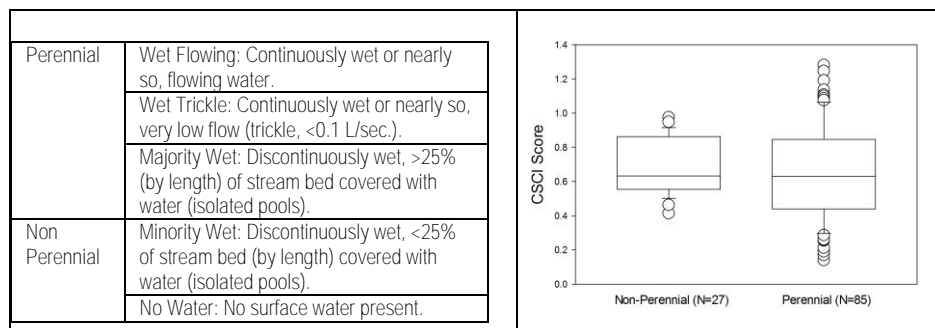 Perennial
Wet Flowing: Continuously wet or nearly
so, flowing water.
Wet Trickle: Continuously wet or nearly so,
very low flow (trickle, <0.1 L/sec.).
Majority Wet: Discontinuously wet, >25%
(by length) of stream bed covered with
water (isolated pools).
Non
Perennial
Minority Wet: Discontinuously wet, <25%
of stream bed (by length) covered with
water (isolated pools).
No Water: No surface water present.
CSCI Score
1.4
1.2
1.0
0.8
0.6
0.4
0.2
0.0
Non-Perennial (N=27)
Perennial (N=85)